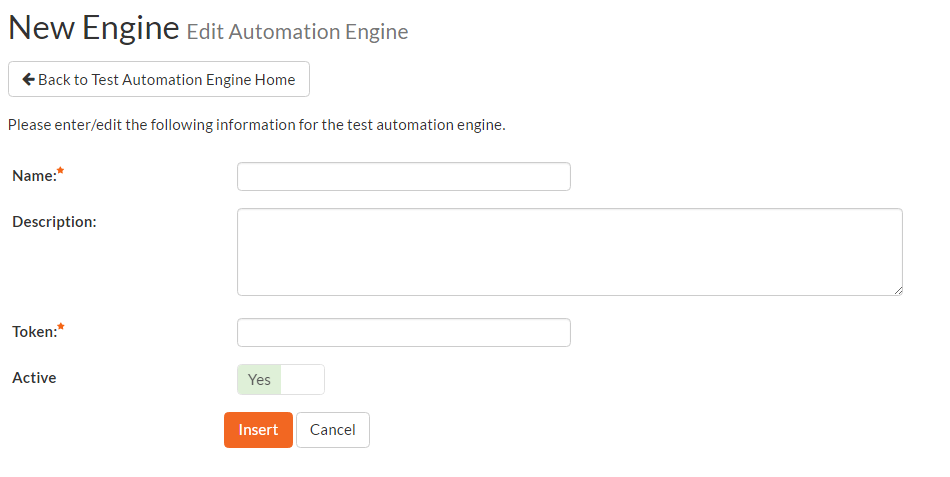 New Engine Edit Automation Engine
Back to Test Automation Engine Home
Please enter/edit the following information for the test automation engine.
Name:*
Description:
Token:*
Active Yes
Insert Cancel